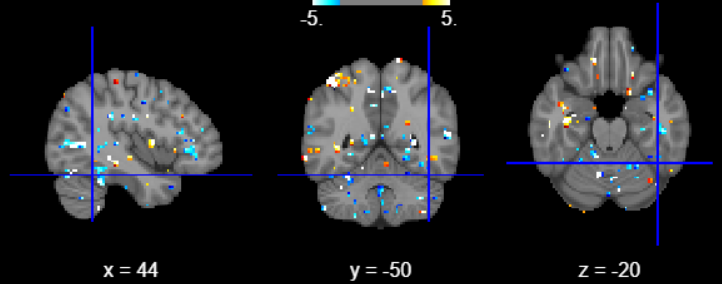 -5. 5.
x = 44 y = -50 z = -20